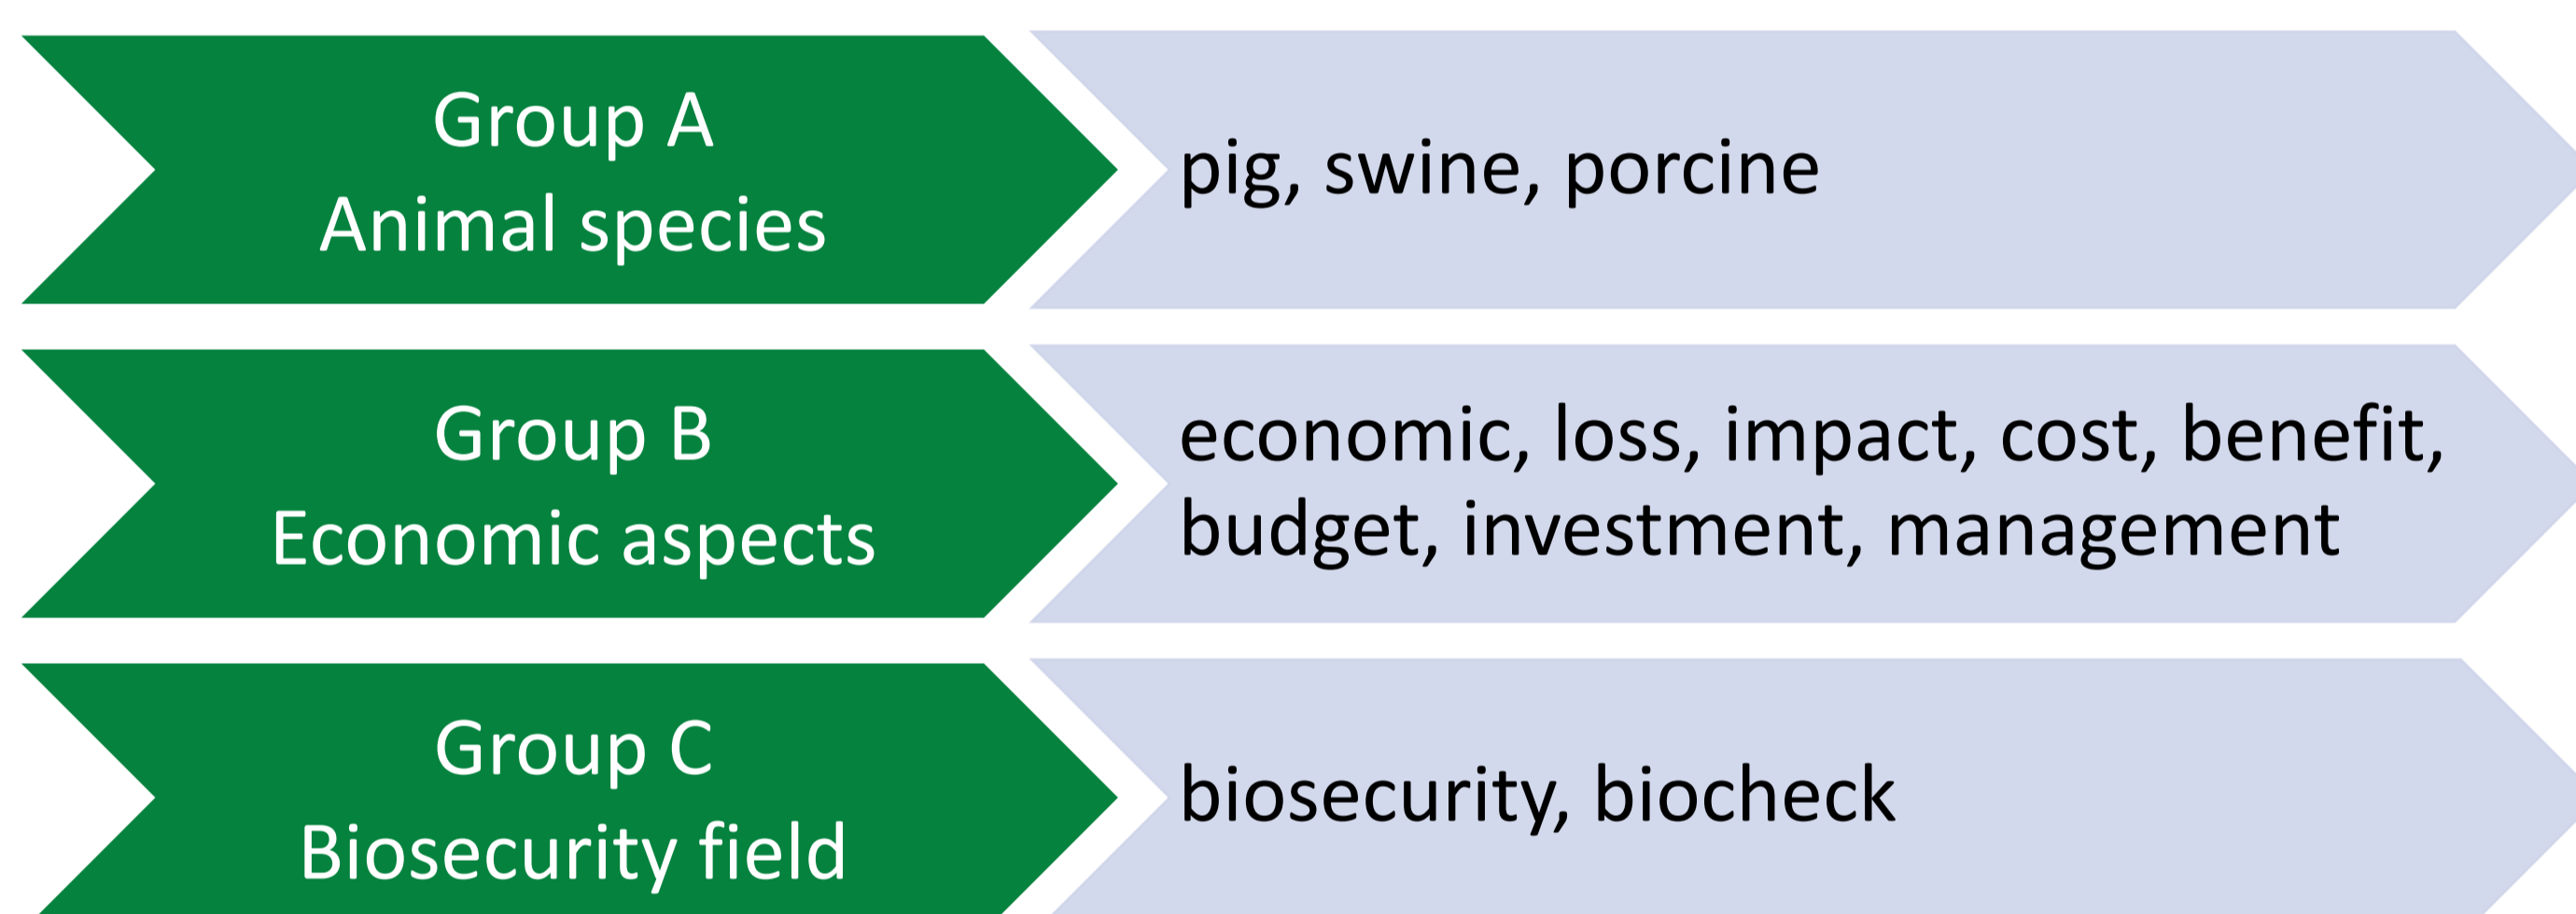 Group A
Animal species
pig, swine, porcine
Group B
Economic aspects
economic, loss, impact, cost, benefit,
budget, investment, management
Group C
Biosecurity field
biosecurity, biocheck